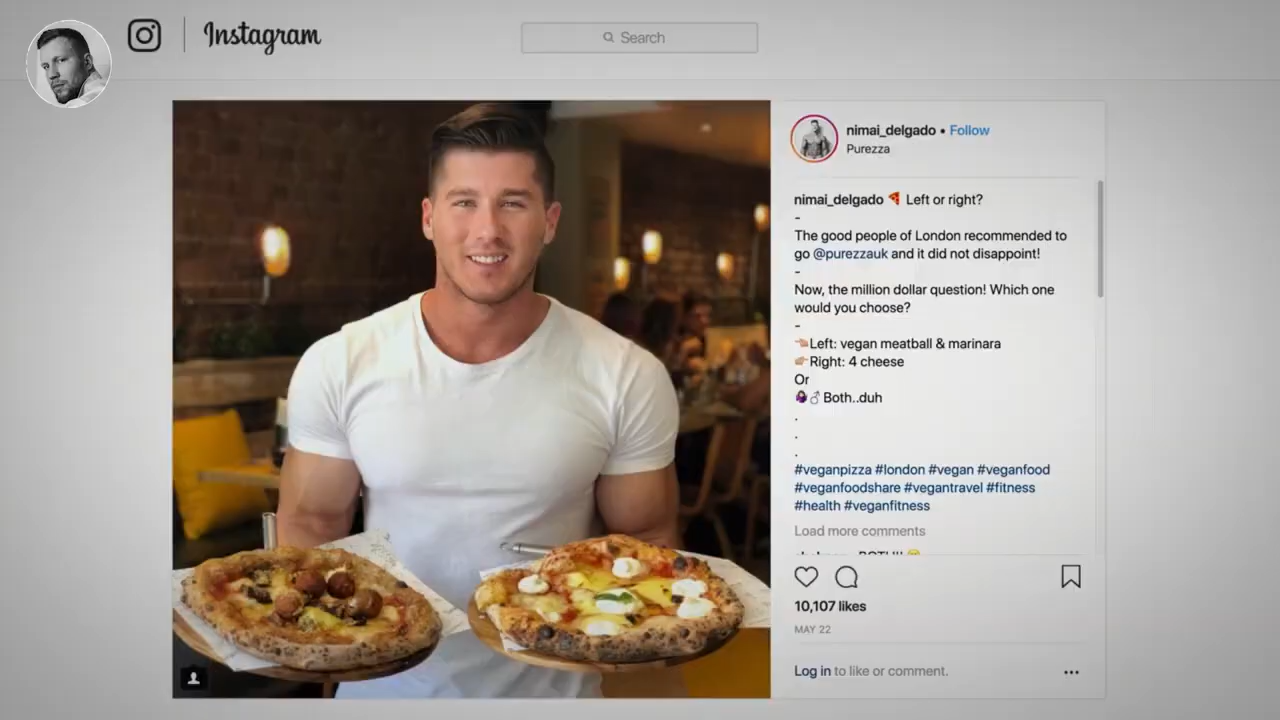 Instagram
Search
nimai_delgado • Follow
Purezza
nimai_delgado 🍕 Left or right?
-
The good people of London recommended to
go @purezzauk and it did not disappoint!
-
Now, the million dollar question! Which one
would you choose?
-
👈🏼Left: vegan meatball & marinara
👉🏼Right: 4 cheese
Or
🤷🏻♂Both..duh
.
.
.
#veganpizza #london #vegan #veganfood
#veganfoodshare #vegantravel #fitness
#health #veganfitness
Load more comments
10,107 likes
MAY 22
Log in to like or comment.